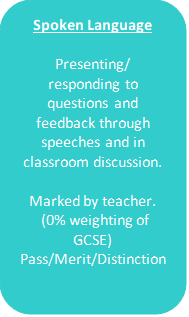 Spoken Language
Presenting/
responding to
questions and
feedback through
speeches and in
classroom discussion.
Marked by teacher.
(0% weighting of
GCSE)
Pass/Merit/Distinction